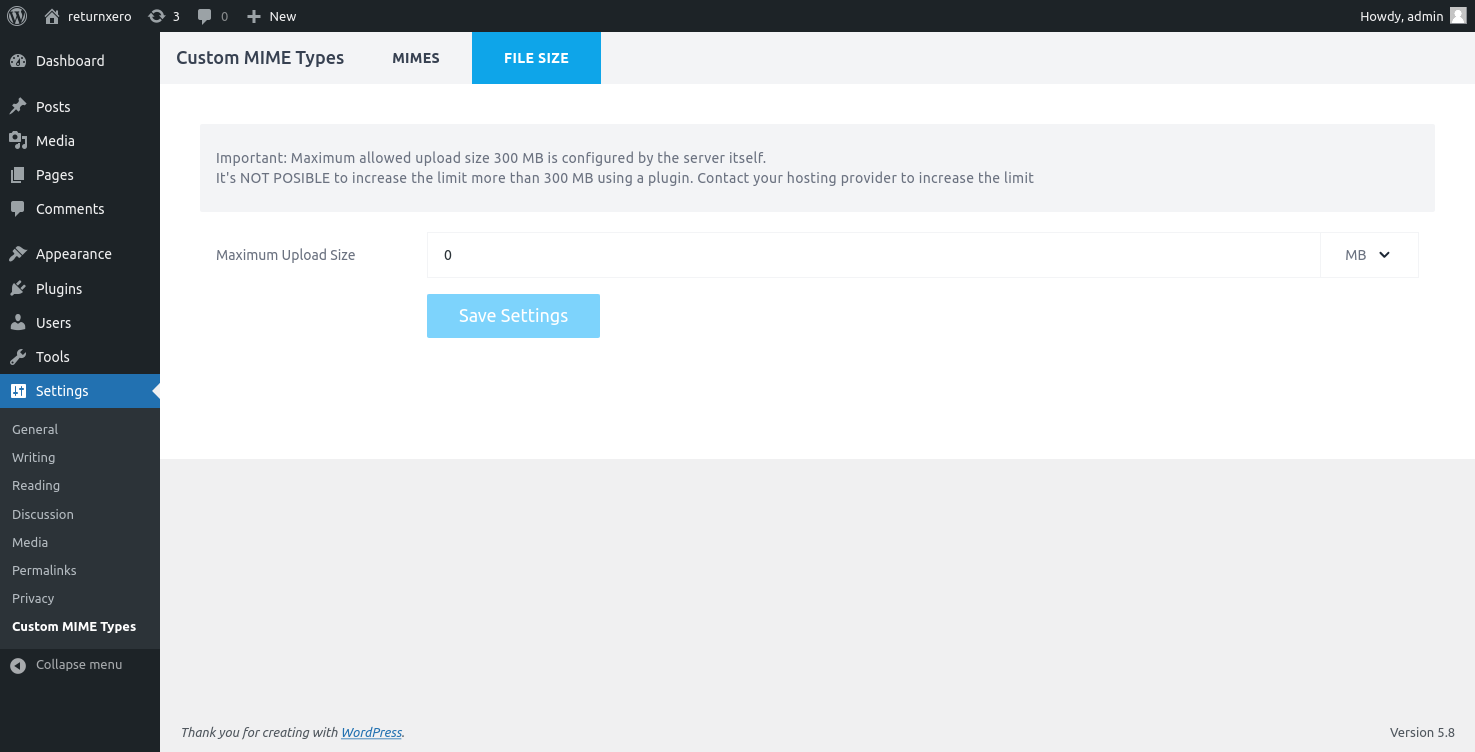 returnxero 3 0 New Howdy, admin
Dashboard
Posts
Media
Pages
Comments
Appearance
Plugins
Users
Tools
Settings
General
Writing
Reading
Discussion
Media
Permalinks
Privacy
Custom MIME Types
Collapse menu
Custom MIME Types MIMES FILE SIZE
Important: Maximum allowed upload size 300 MB is configured by the server itself.
It's NOT POSIBLE to increase the limit more than 300 MB using a plugin. Contact your hosting provider to increase the limit
Maximum Upload Size 0 MB
Save Settings
Thank you for creating with WordPress. Version 5.8